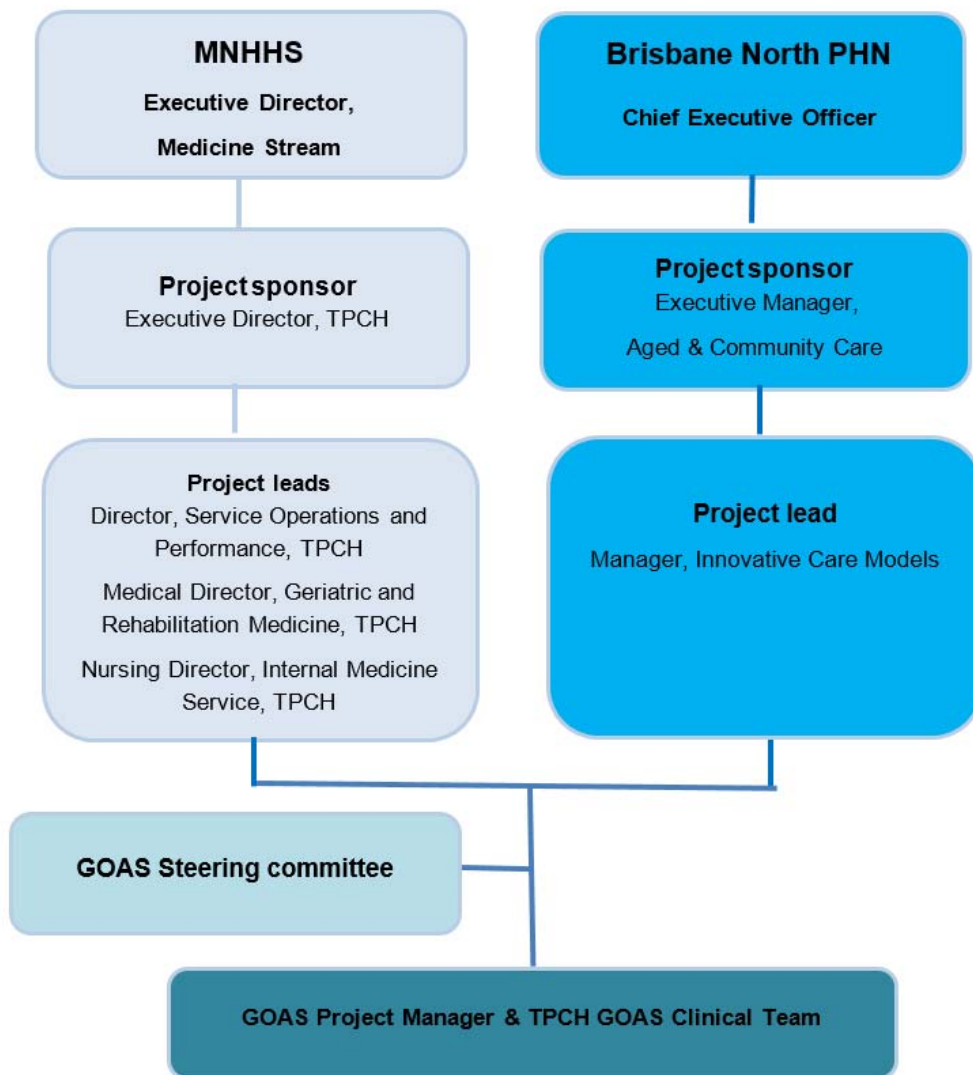 MNHHS
Executive Director,
Medicine Stream
Brisbane North PHN
Chief Executive Officer
Project sponsor
Executive Director, TPCH
Project sponsor
Executive Manager,
Aged & Community Care
Project leads
Director, Service Operations and
Performance, TPCH
Medical Director, Geriatric and
Rehabilitation Medicine, TPCH
Nursing Director, Internal Medicine
Service, TPCH
Project lead
Manager, Innovative Care Models
GOAS Steering committee
GOAS Project Manager & TPCH GOAS Clinical Team